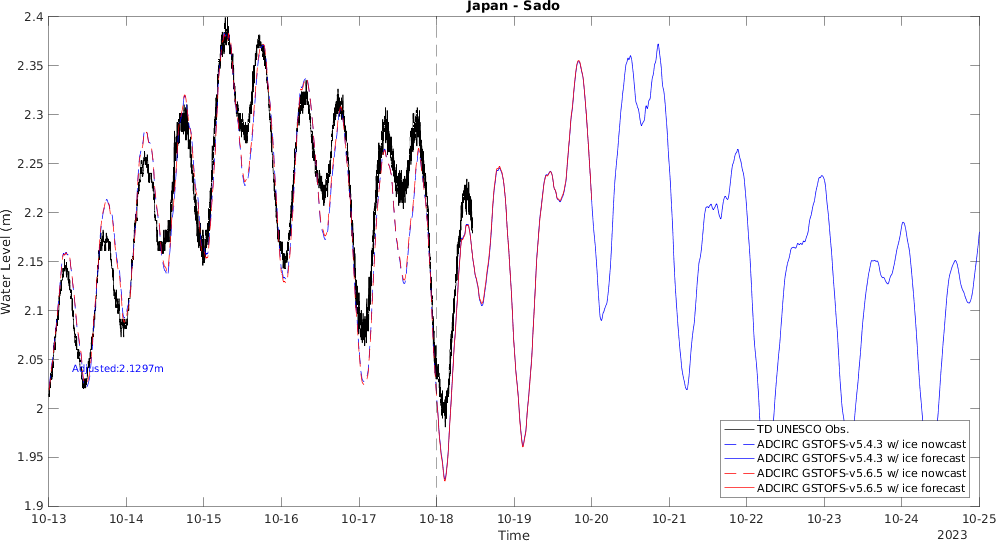 Japan - Sado
Water Level (m)
2.4
2.35
2.3
2.25
2.2
2.15
2.1
2.05
2
1.95
1.9
Adjusted:2.1297m
TD UNESCO Obs.
ADCIRC GSTOFS-v5.4.3 w/ ice nowcast
ADCIRC GSTOFS-v5.4.3 w/ ice forecast
ADCIRC GSTOFS-v5.6.5 w/ ice nowcast
ADCIRC GSTOFS-v5.6.5 w/ ice forecast
10-13 10-14 10-15 10-16 10-17 10-18 10-19 10-20 10-21 10-22 10-23 10-24 10-25
Time
2023